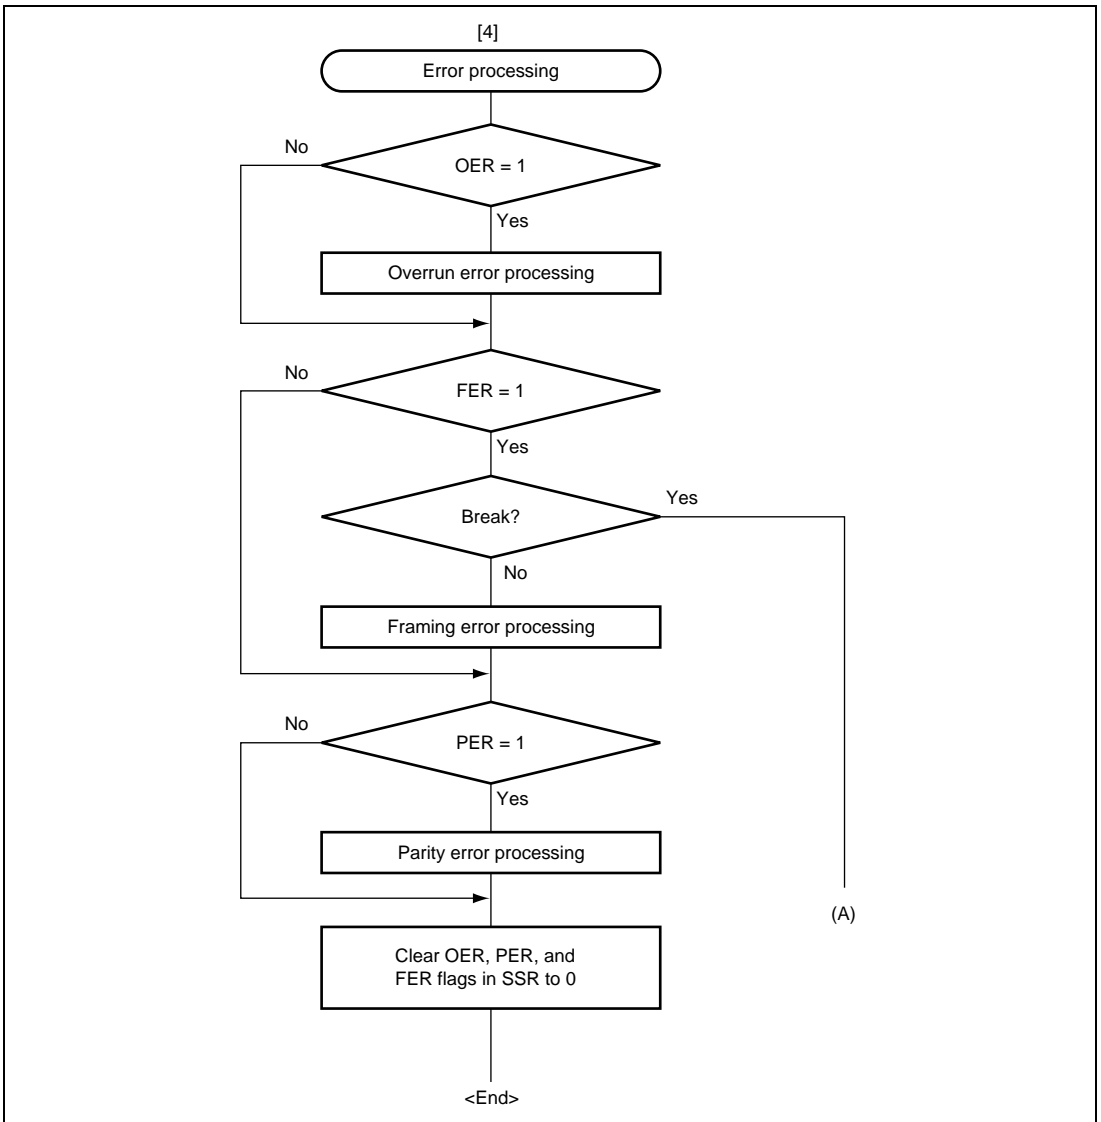 [4]
Error processing
No
OER = 1
Yes
Overrun error processing
No
FER = 1
Yes
Yes
Break?
No
Framing error processing
No
PER = 1
Yes
Parity error processing
(A)
Clear OER, PER, and
FER flags in SSR to 0
<End>